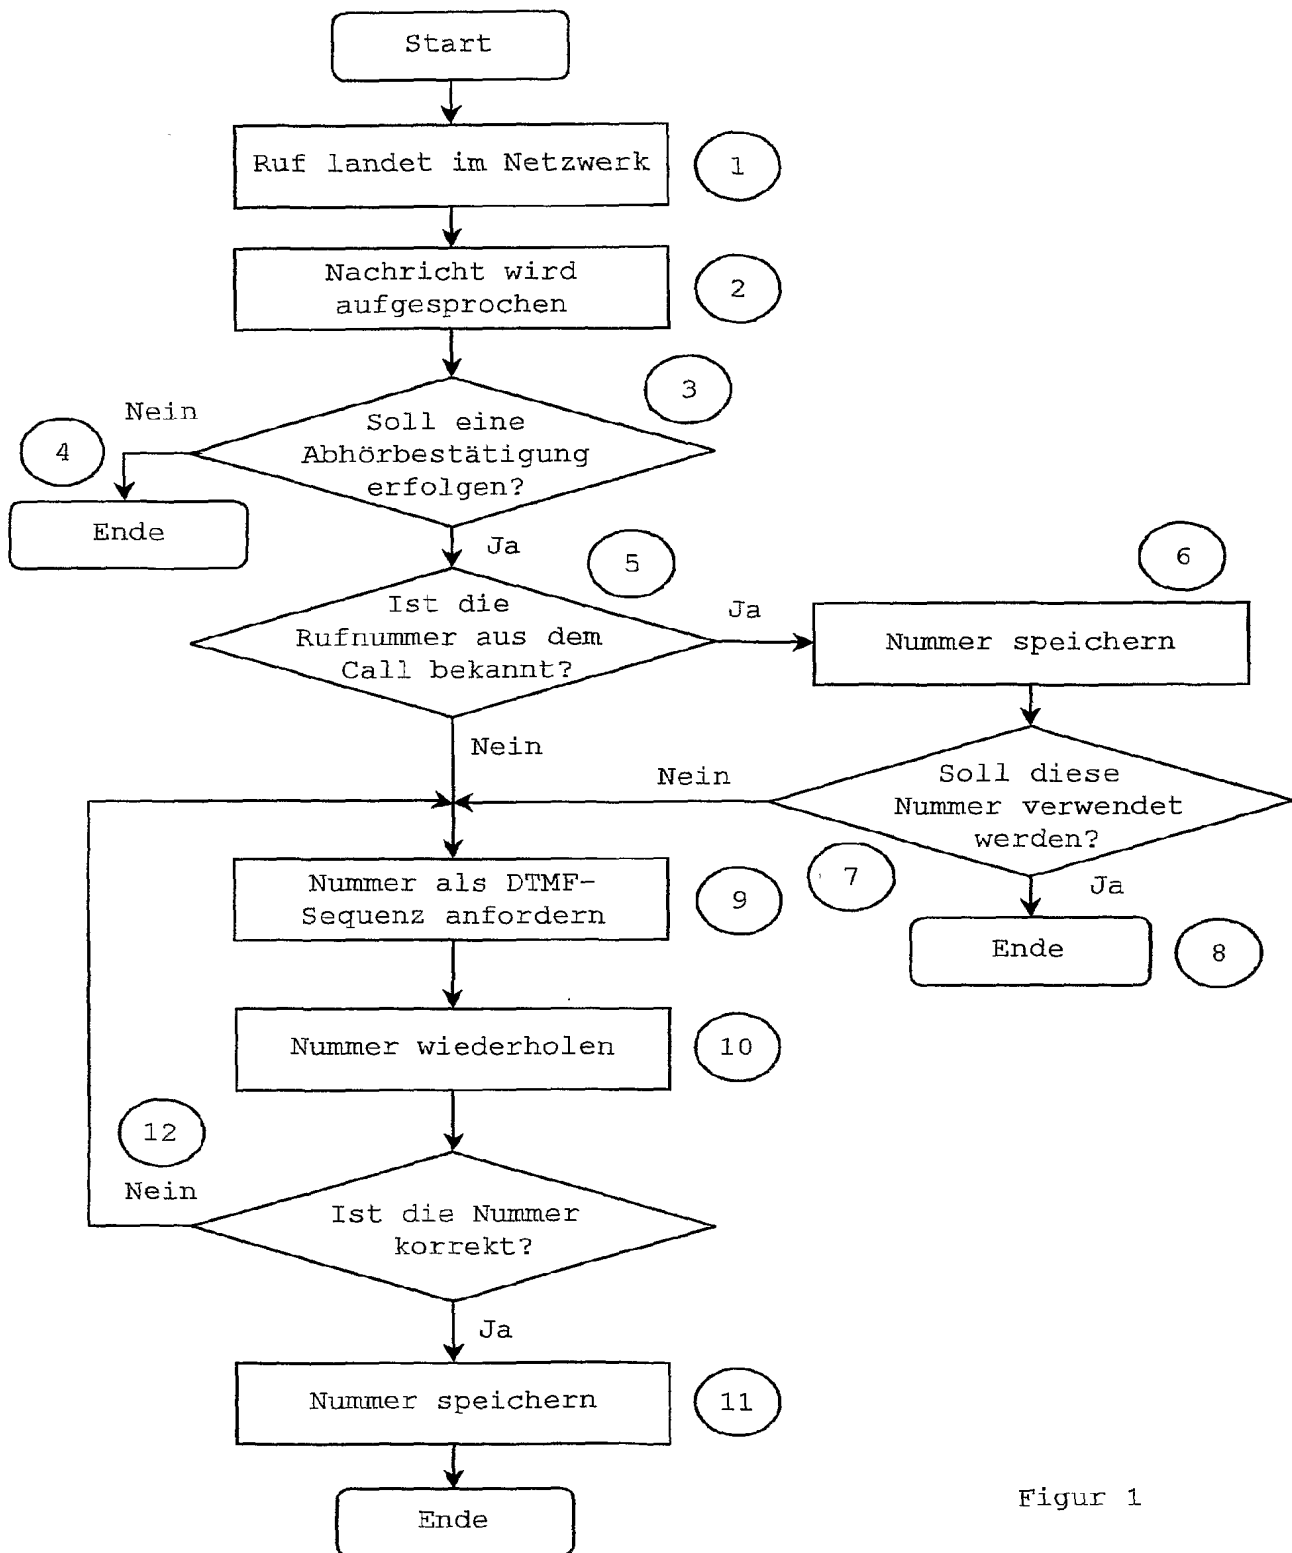 Start
Ruf landet im Netzwerk
1
Nachricht wird
aufgesprochen
2
3
Soll eine
Abhörbestätigung
erfolgen?
Nein
4
Ende
Ja
5
Ist die
Rufnummer aus dem
Call bekannt?
Ja
6
Nummer speichern
Nein
Soll diese
Nummer verwendet
werden?
Nein
7
Ja
Ende
8
Nummer als DTMF-
Sequenz anfordern
9
Nummer wiederholen
10
12
Nein
Ist die Nummer
korrekt?
Ja
Nummer speichern
11
Ende
Figur 1